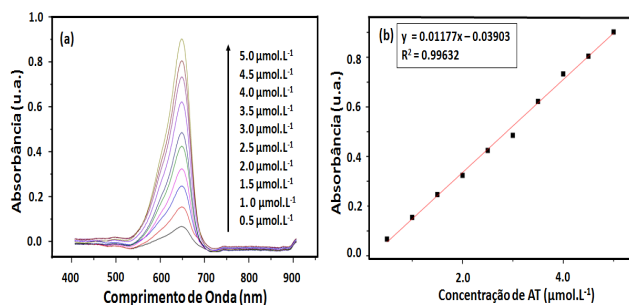 (a)
1.0
0.8
0.6
0.4
0.2
0.0
Absorbância (u.a.)
5.0 µmol.L-1
4.5 µmol.L-1
4.0 µmol.L-1
3.5 µmol.L-1
3.0 µmol.L-1
2.5 µmol.L-1
2.0 µmol.L-1
1.5 µmol.L-1
1.0 µmol.L-1
0.5 µmol.L-1
400 500 600 700 800 900
Comprimento de Onda (nm)
(b)
y = 0.01177x – 0.03903
R2 = 0.99632
0.8
0.6
0.4
0.2
0.0
Absorbância (u.a.)
2.0 4.0
Concentração de AT (µmol.L-1)